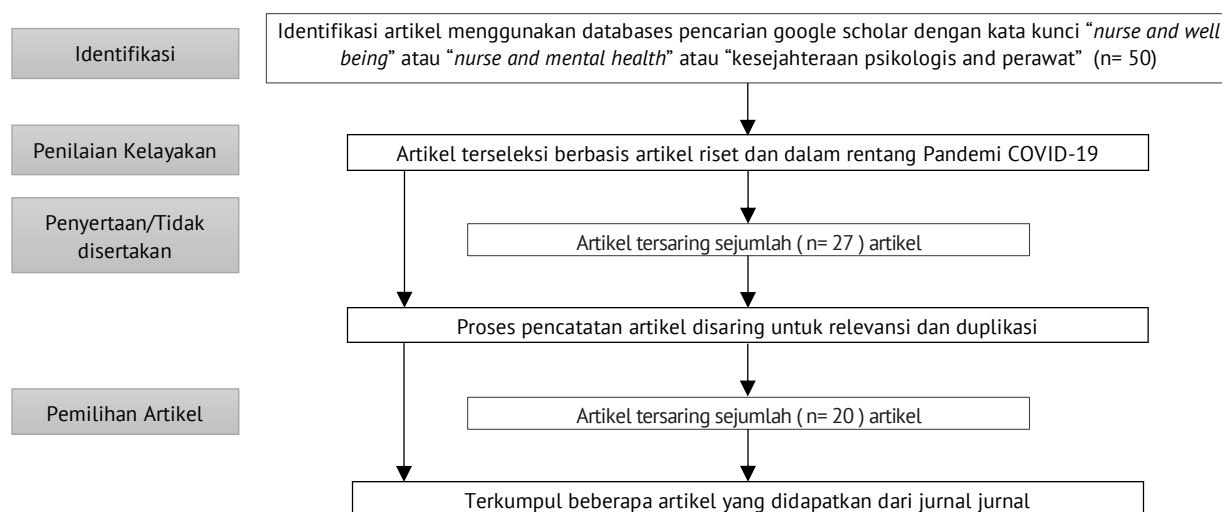 Identifikasi
Identifikasi artikel menggunakan databases pencarian google scholar dengan kata kunci “nurse and well
being” atau “nurse and mental health” atau “kesejahteraan psikologis and perawat” (n= 50)
Penilaian Kelayakan
Artikel terseleksi berbasis artikel riset dan dalam rentang Pandemi COVID-19
Penyertaan/Tidak
disertakan
Artikel tersaring sejumlah ( n= 27 ) artikel
Proses pencatatan artikel disaring untuk relevansi dan duplikasi
Pemilihan Artikel
Artikel tersaring sejumlah ( n= 20 ) artikel
Terkumpul beberapa artikel yang didapatkan dari jurnal jurnal